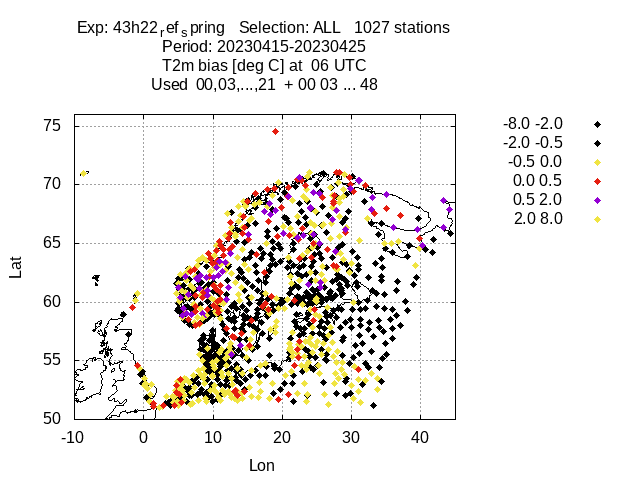 Exp: 43h22refspring Selection: ALL 1027 stations
Period: 20230415-20230425
T2m bias [deg C] at 06 UTC
Used 00,03,...,21 + 00 03 ... 48
-8.0 -2.0
-2.0 -0.5
-0.5 0.0
0.0 0.5
0.5 2.0
2.0 8.0
75
70
65
60
55
50
Lat
-10 0 10 20 30 40
Lon